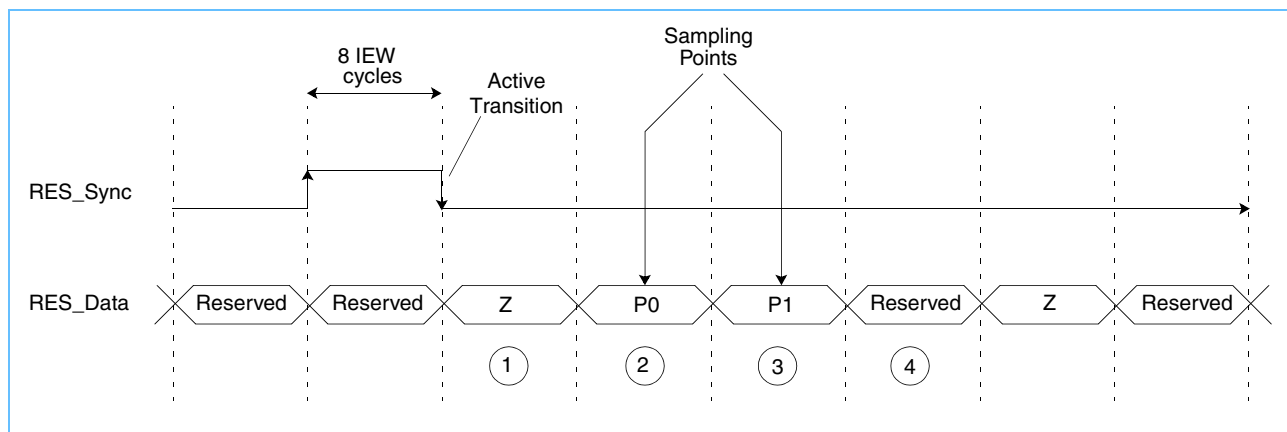 Sampling
Points
8 IEW
cycles
Active
Transition
RES_Sync
RES_Data
Reserved
Reserved
Z
P0
P1
Reserved
Z
Reserved
1
2
3
4